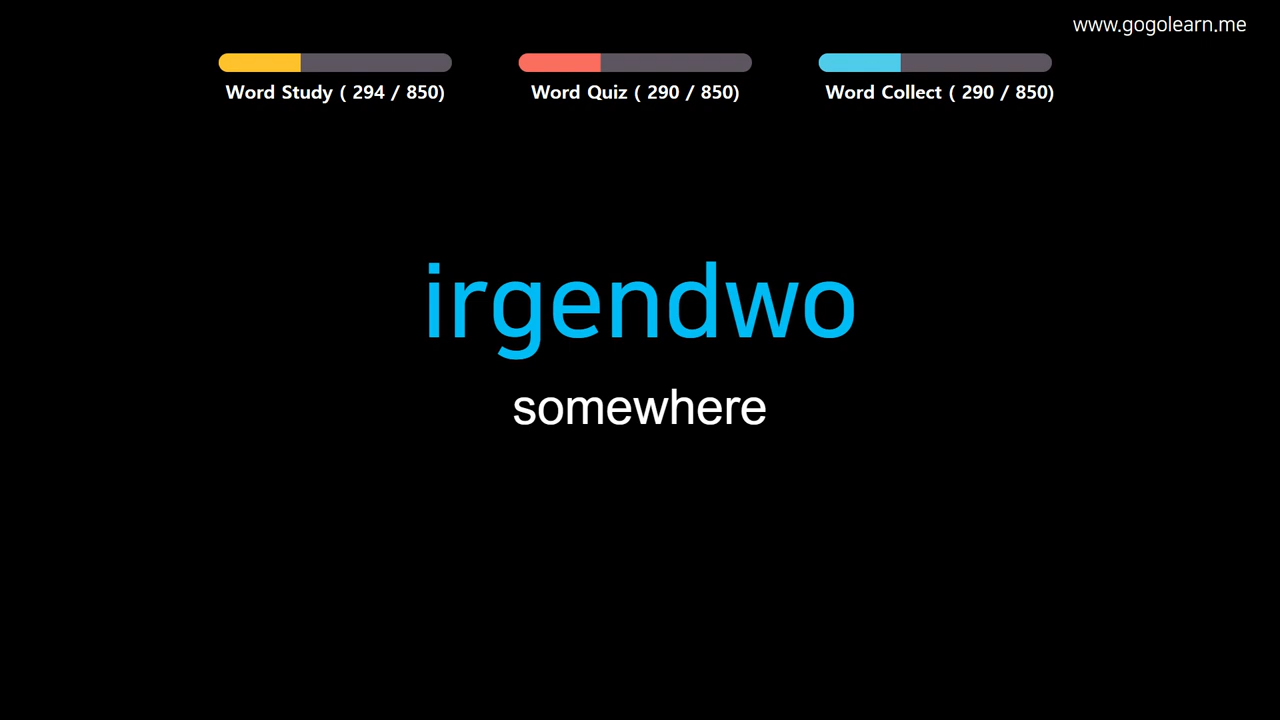 www.gogolearn.me
Word Study ( 294 / 850)
Word Quiz ( 290 / 850)
Word Collect ( 290 / 850)
irgendwo
somewhere